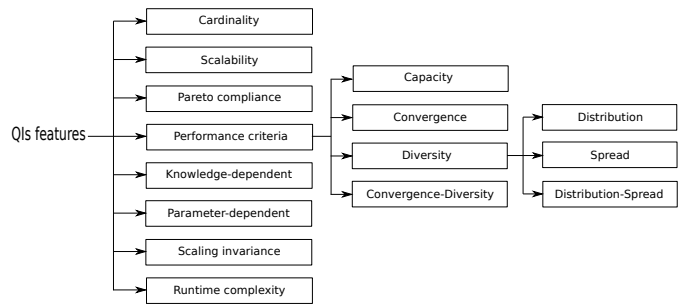 QIs features
Cardinality
Scalability
Pareto compliance
Performance criteria
Knowledge-dependent
Parameter-dependent
Scaling invariance
Runtime complexity
Capacity
Convergence
Diversity
Convergence-Diversity
Distribution
Spread
Distribution-Spread